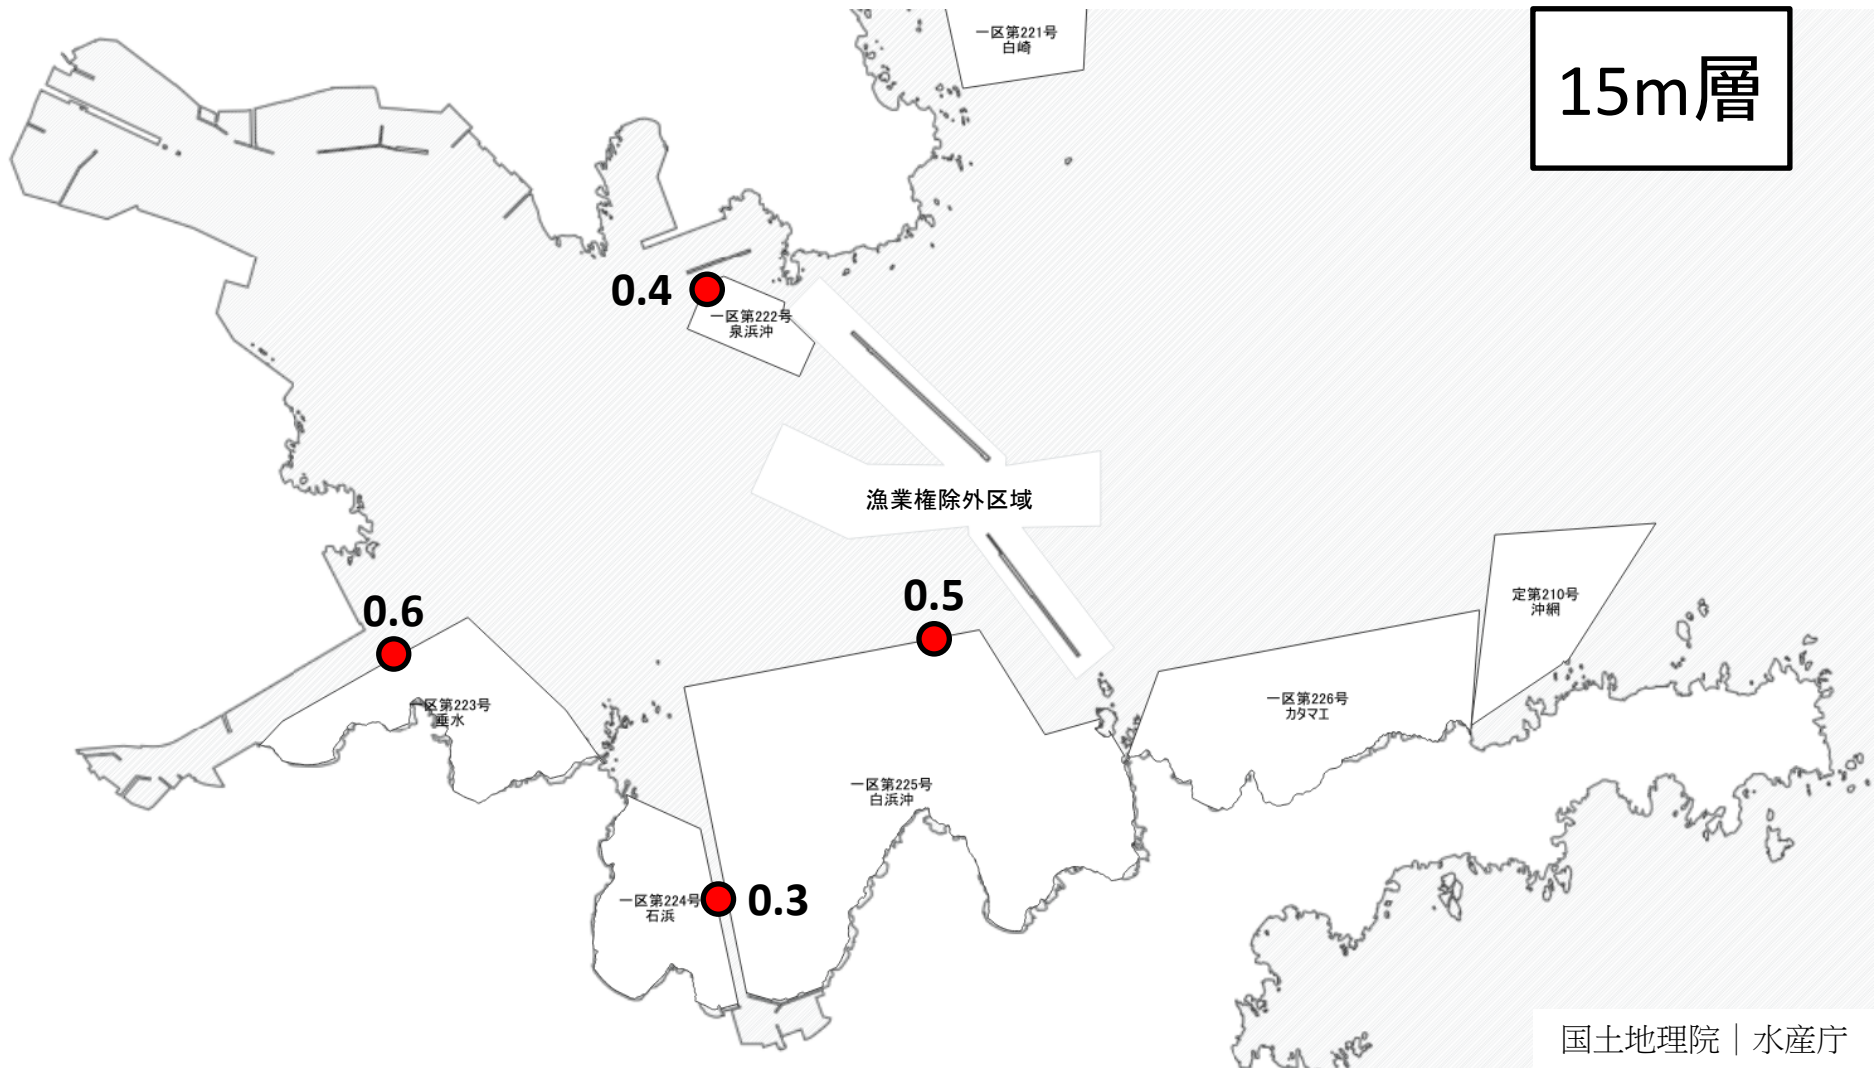 一区第221号
白崎
15m層
0.4
一区第222号
泉浜沖
漁業権除外区域
0.6
0.5
定第210号
沖網
一区第223号
垂水
一区第226号
カタマエ
一区第225号
白浜沖
一区第224号
石浜
0.3
国土地理院｜水産庁